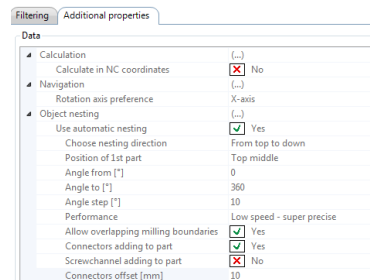 Filtering Additional properties
Data
Calculation (...)
Calculate in NC coordinates No
Navigation (...)
Rotation axis preference X-axis
Object nesting (...)
Use automatic nesting Yes
Choose nesting direction From top to down
Position of 1st part Top middle
Angle from [°] 0
Angle to [°] 360
Angle step [°] 10
Performance Low speed - super precise
Allow overlapping milling boundaries Yes
Connectors adding to part Yes
Screwchannel adding to part No
Connectors offset [mm] 10